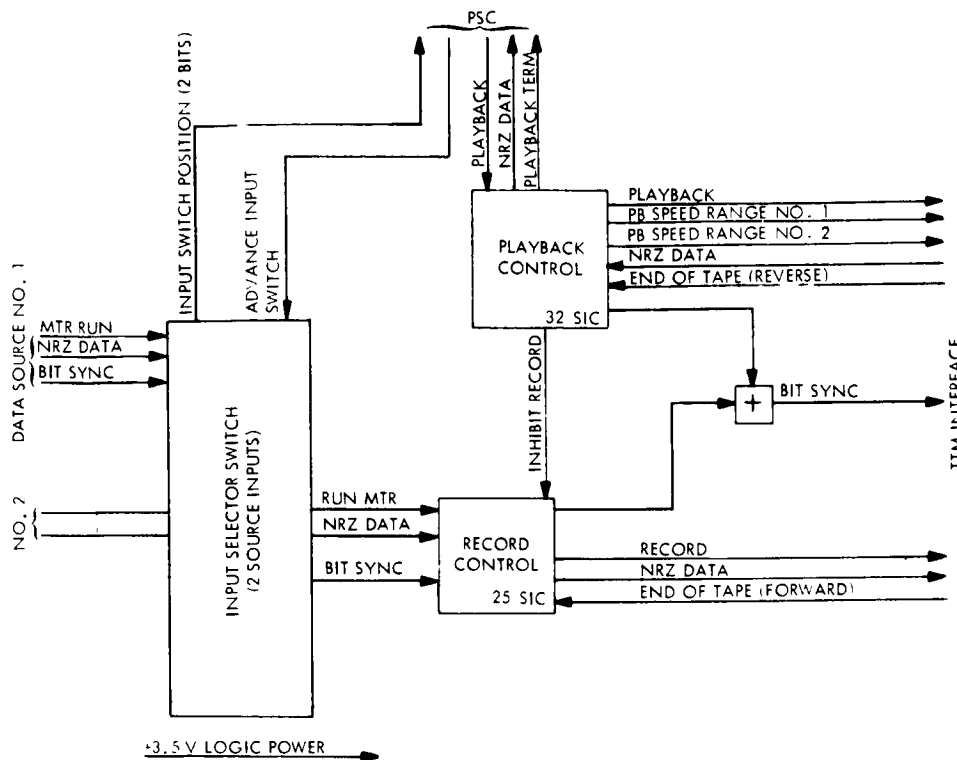 PSC
INPUT SWITCH POSITION (2 BITS)
ADVANCE INPUT
SWITCH
PLAYBACK
NRZ DATA
PLAYBACK TERM
PLAYBACK
PB SPEED RANGE NO. 1
PB SPEED RANGE NO. 2
NRZ DATA
END OF TAPE (REVERSE)
PLAYBACK
CONTROL
32 SIC
DATA SOURCE NO. 1
MTR RUN
NRZ DATA
BIT SYNC
NO. 2
INPUT SELECTOR SWITCH
(2 SOURCE INPUTS)
INHIBIT RECORD
+
BIT SYNC
INTERFACE
RUN MTR
NRZ DATA
BIT SYNC
RECORD
CONTROL
25 SIC
RECORD
NRZ DATA
END OF TAPE (FORWARD)
+3.5 V LOGIC POWER